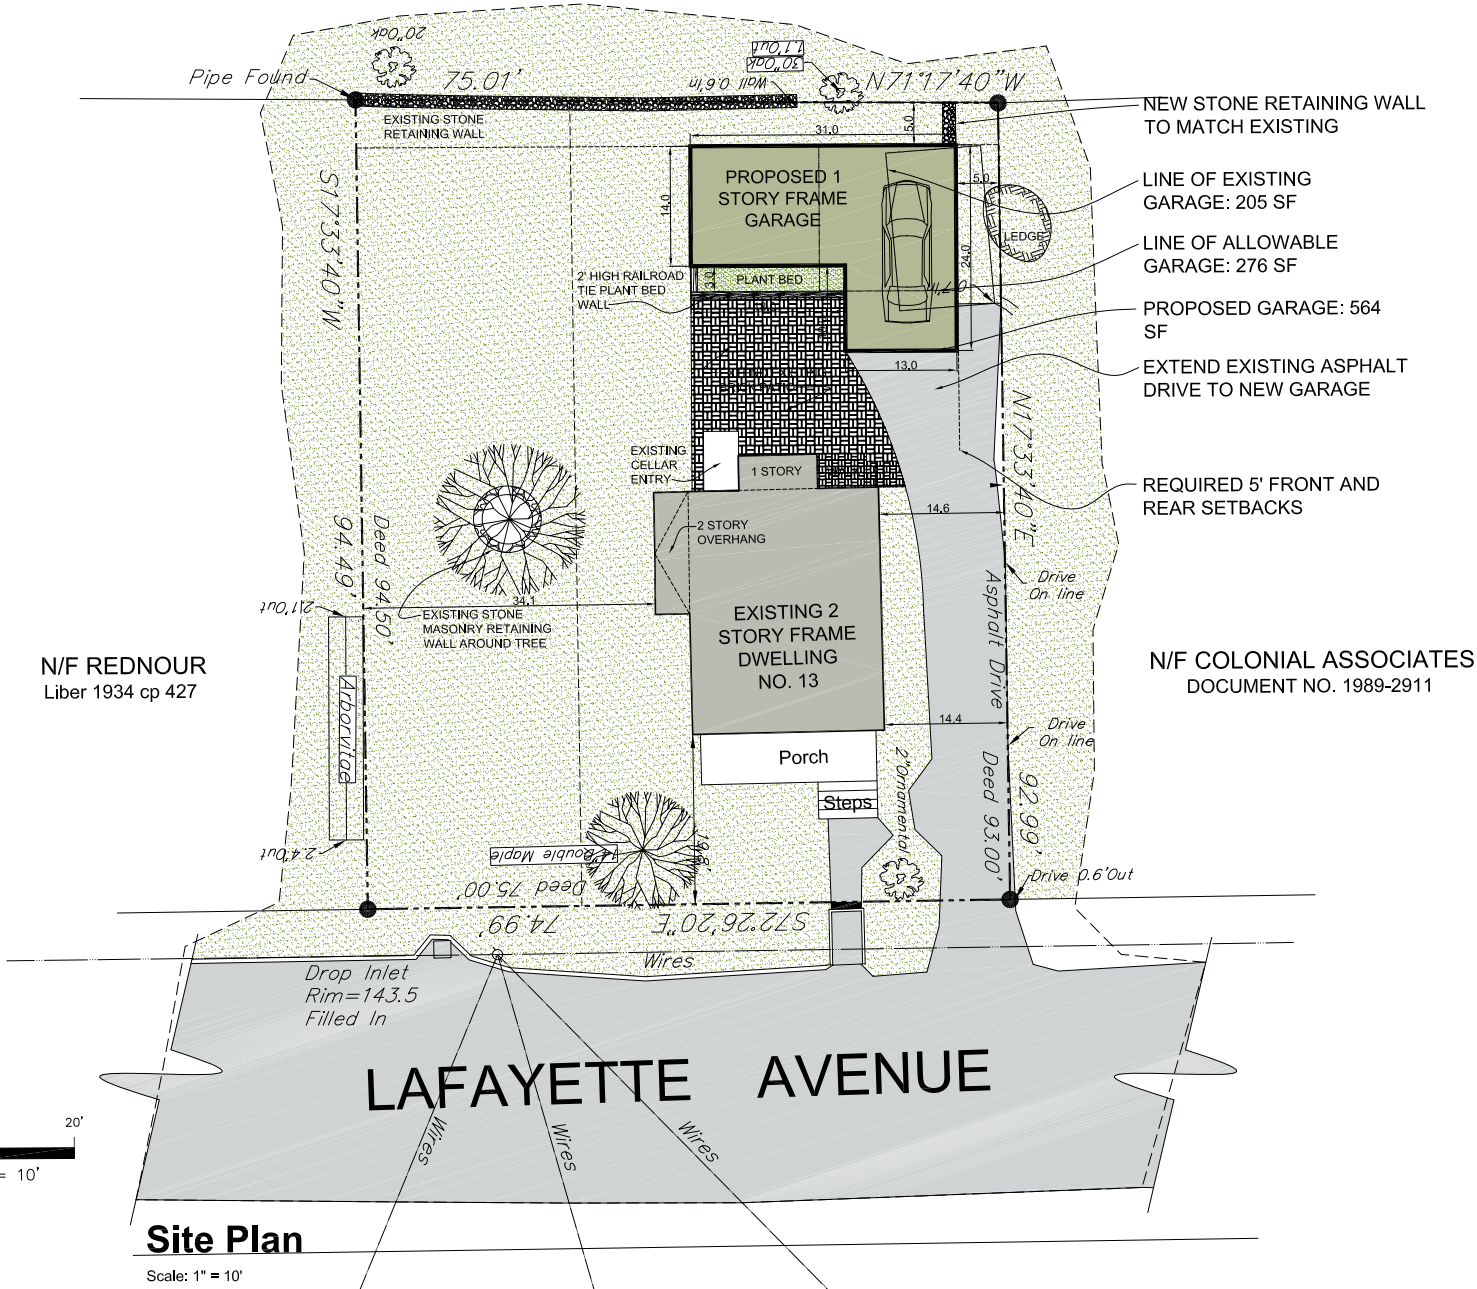 20"Oak
1.1'Out
30"Oak
Pipe Found
75.01'
Wall 0.6'In
N71°17'40"W
EXISTING STONE
RETAINING WALL
NEW STONE RETAINING WALL
TO MATCH EXISTING
31.0
5.0
S17°33'40"W
14.0
PROPOSED 1
STORY FRAME
GARAGE
5.0
LINE OF EXISTING
GARAGE: 205 SF
LEDGE
24.0
LINE OF ALLOWABLE
GARAGE: 276 SF
2' HIGH RAILROAD
TIE PLANT BED
WALL
3.0
PLANT BED
0.7'
PROPOSED GARAGE: 564
SF
13.0
EXTEND EXISTING ASPHALT
DRIVE TO NEW GARAGE
N17°33'40"E
EXISTING
CELLAR
ENTRY
1 STORY
REQUIRED 5' FRONT AND
REAR SETBACKS
14.6
2 STORY
OVERHANG
Deed 94.50'
94.49'
Drive
On line
2.1'Out
34.1
EXISTING STONE
MASONRY RETAINING
WALL AROUND TREE
EXISTING 2
STORY FRAME
DWELLING
NO. 13
Asphalt Drive
N/F REDNOUR
Liber 1934 cp 427
N/F COLONIAL ASSOCIATES
DOCUMENT NO. 1989-2911
Arborvitae
14.4
Drive
On line
Porch
2"Ornamental
Deed 93.00'
92.99'
Steps
2.4'Out
14"Double Maple
19.8'
Drive 0.6'Out
Deed 75.00'
74.99'
S72°26'20"E
Wires
Drop Inlet
Rim=143.5
Filled In
LAFAYETTE AVENUE
Wires
Wires
Wires
20'
= 10'
Site Plan
Scale: 1" = 10'